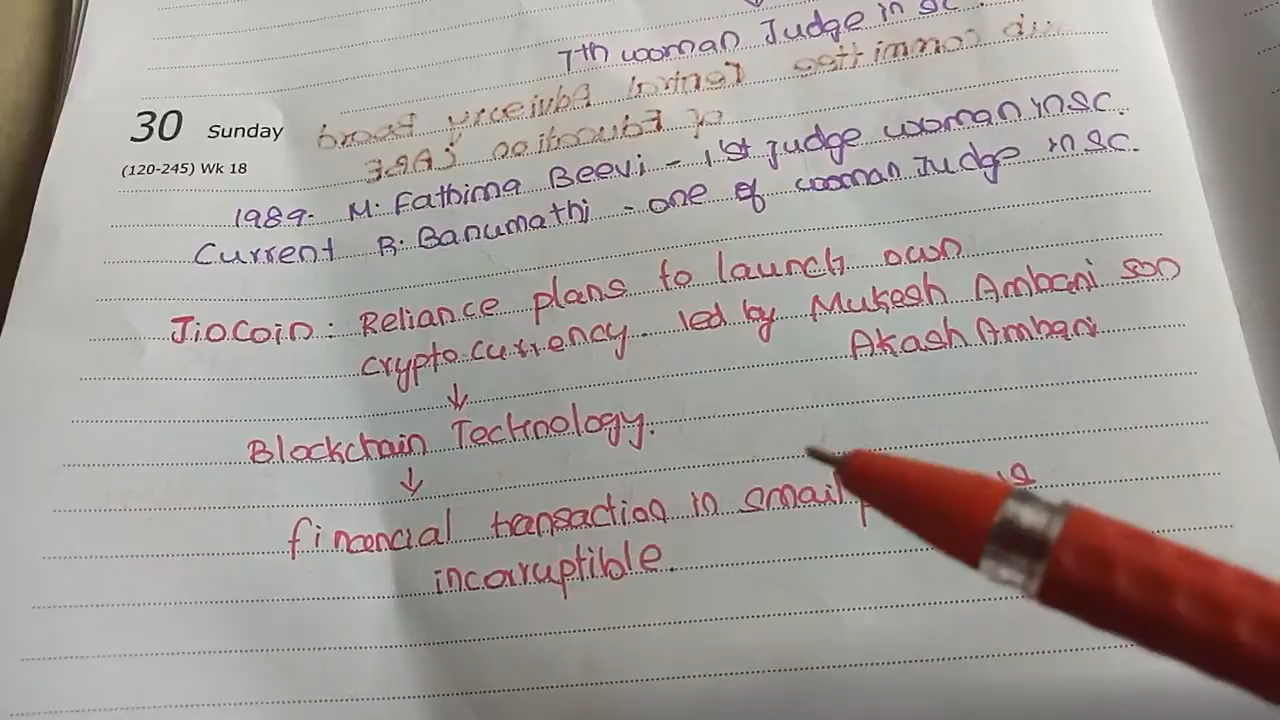 7th woman Judge in SC
30 Sunday
(120-245) Wk 18
1989. M. Fathima Beevi - 1st judge woman in SC.
Current R. Banumathi - one of woman Judge in SC.
JioCoin: Reliance plans to launch own
cryptocurrency. led by Mukesh Ambani son
Akash Ambani
↓
Blockchain Technology.
↓
financial transaction in small
incorruptible.